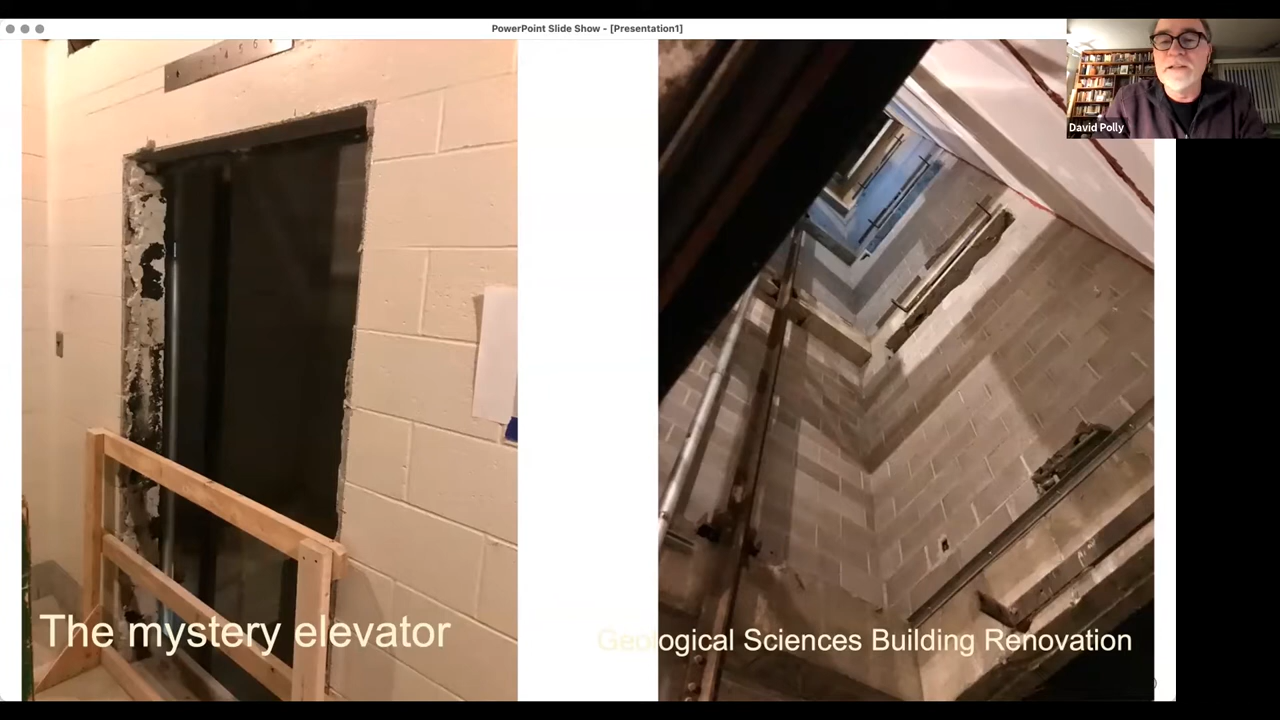 PowerPoint Slide Show - [Presentation1]
David Polly
The mystery elevator
Geological Sciences Building Renovation